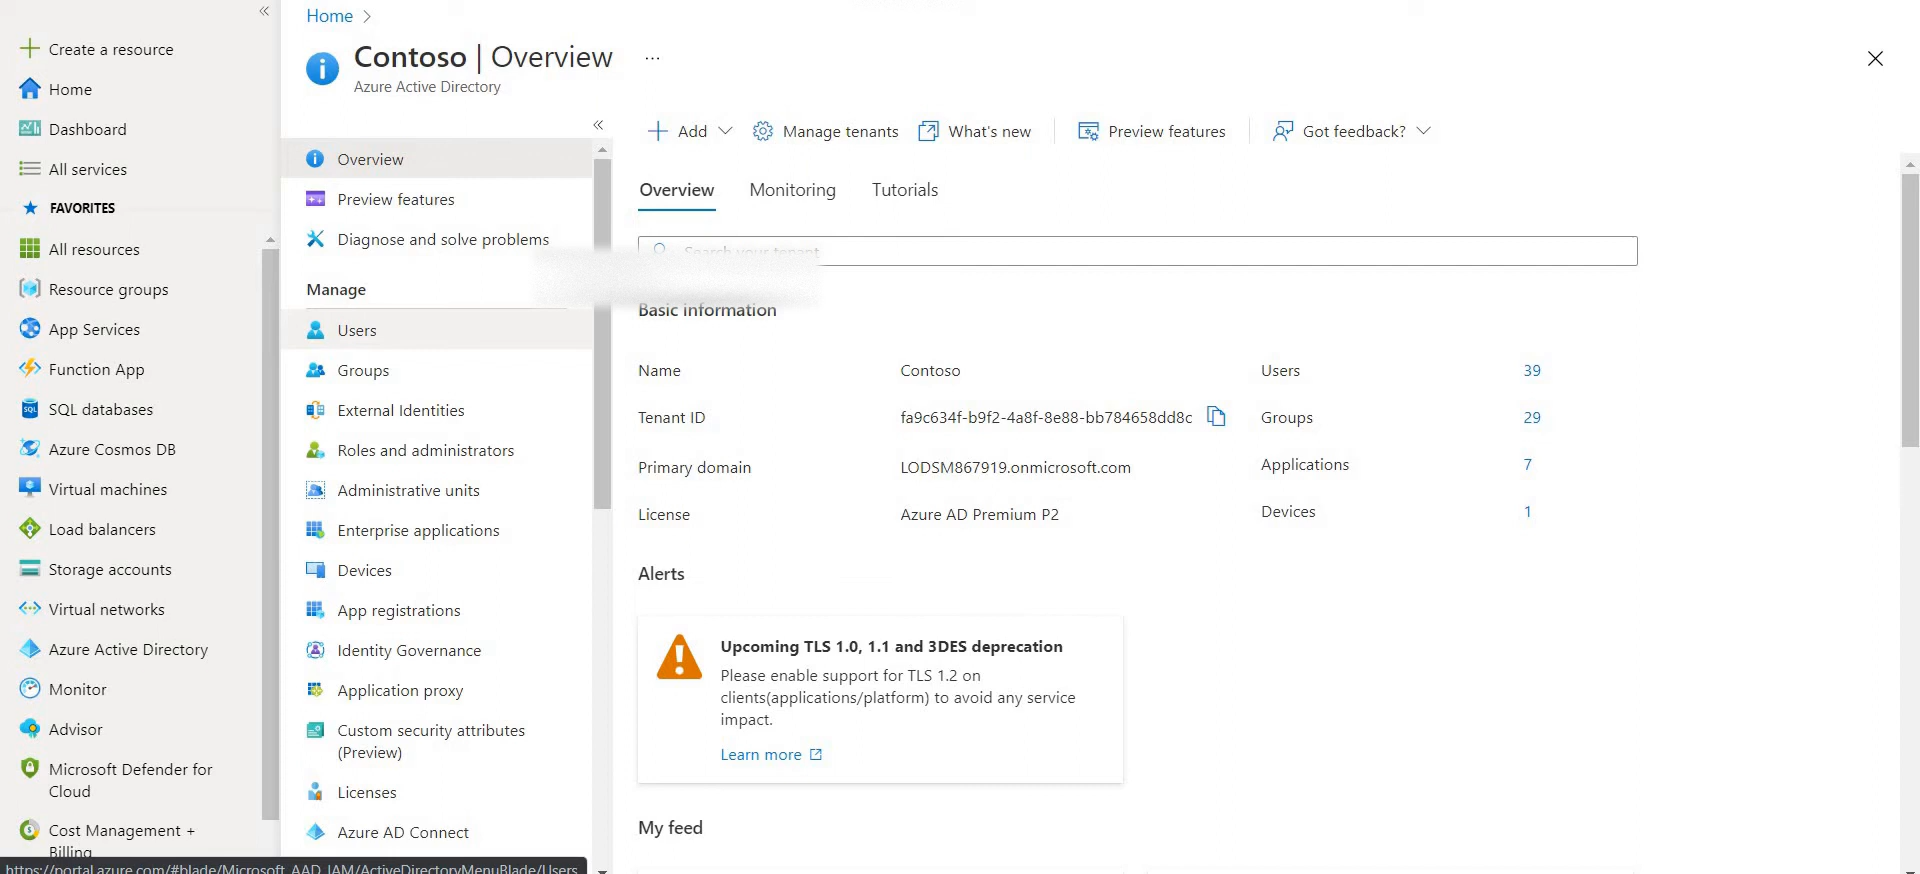 Create a resource
Home
Dashboard
All services
FAVORITES
All resources
Resource groups
App Services
Function App
SQL databases
Azure Cosmos DB
Virtual machines
Load balancers
Storage accounts
Virtual networks
Azure Active Directory
Monitor
Advisor
Microsoft Defender for
Cloud
Cost Management +
Billing
Home
Contoso | Overview
Azure Active Directory
Overview
Preview features
Diagnose and solve problems
Manage
Users
Groups
External Identities
Roles and administrators
Administrative units
Enterprise applications
Devices
App registrations
Identity Governance
Application proxy
Custom security attributes
(Preview)
Licenses
Azure AD Connect
Add
Manage tenants
What's new
Preview features
Got feedback?
Overview
Monitoring
Tutorials
Search your tenant
Basic information
Name Contoso Users 39
Tenant ID fa9c634f-b9f2-4a8f-8e88-bb784658dd8c Groups 29
Primary domain LODSM867919.onmicrosoft.com Applications 7
License Azure AD Premium P2 Devices 1
Alerts
Upcoming TLS 1.0, 1.1 and 3DES deprecation
Please enable support for TLS 1.2 on
clients(applications/platform) to avoid any service
impact.
Learn more
My feed
https://portal.azure.com/#blade/Microsoft_AAD_IAM/ActiveDirectoryMenuBlade/Users